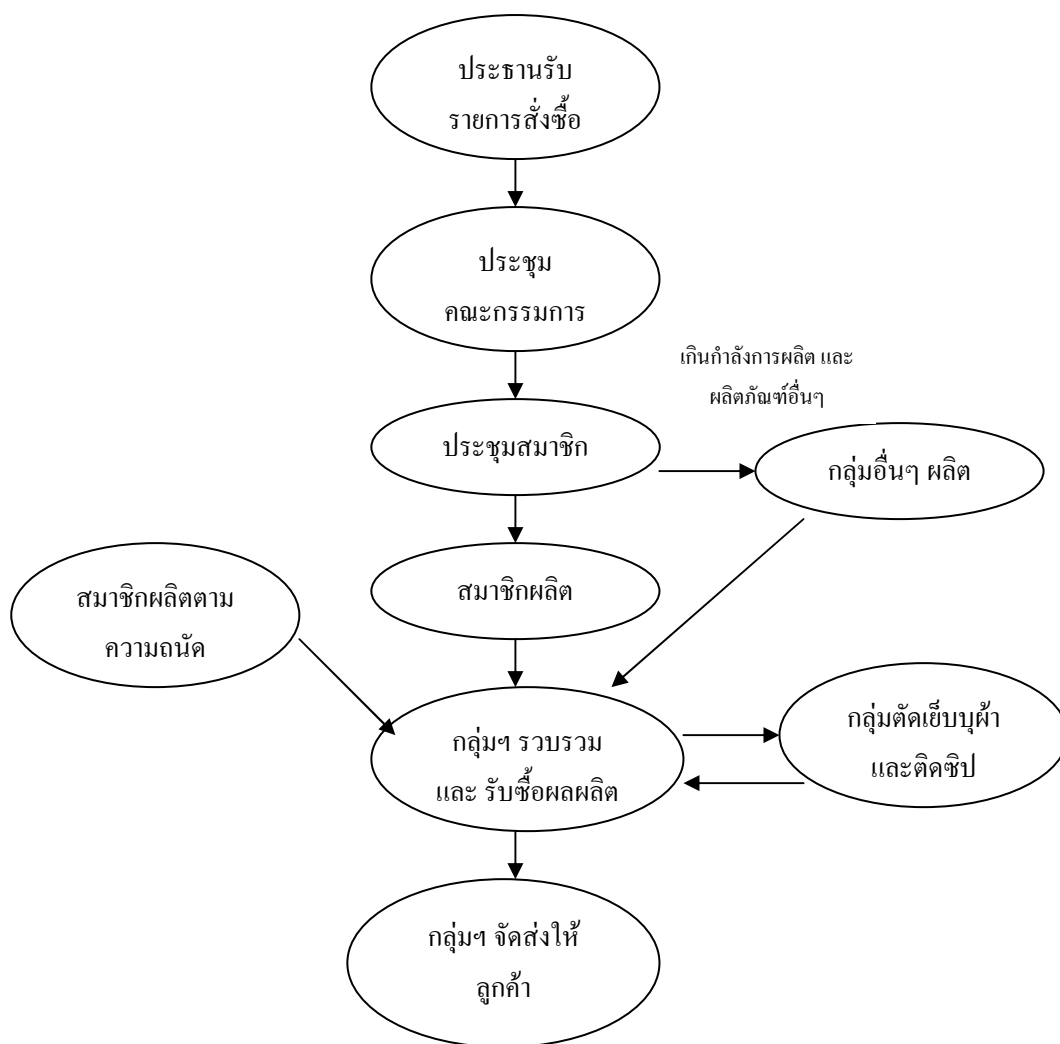 ประธานรับ
รายการสั่งซื้อ
ประชุม
คณะกรรมการ
เกินกำลังการผลิต และ
ผลิตภัณฑ์อื่นๆ
ประชุมสมาชิก
กลุ่มอื่นๆ ผลิต
สมาชิกผลิต
สมาชิกผลิตตาม
ความถนัด
กลุ่มฯ รวบรวม
และ รับซื้อผลผลิต
กลุ่มตัดเย็บบุผ้า
และติดซิป
กลุ่มฯ จัดส่งให้
ลูกค้า